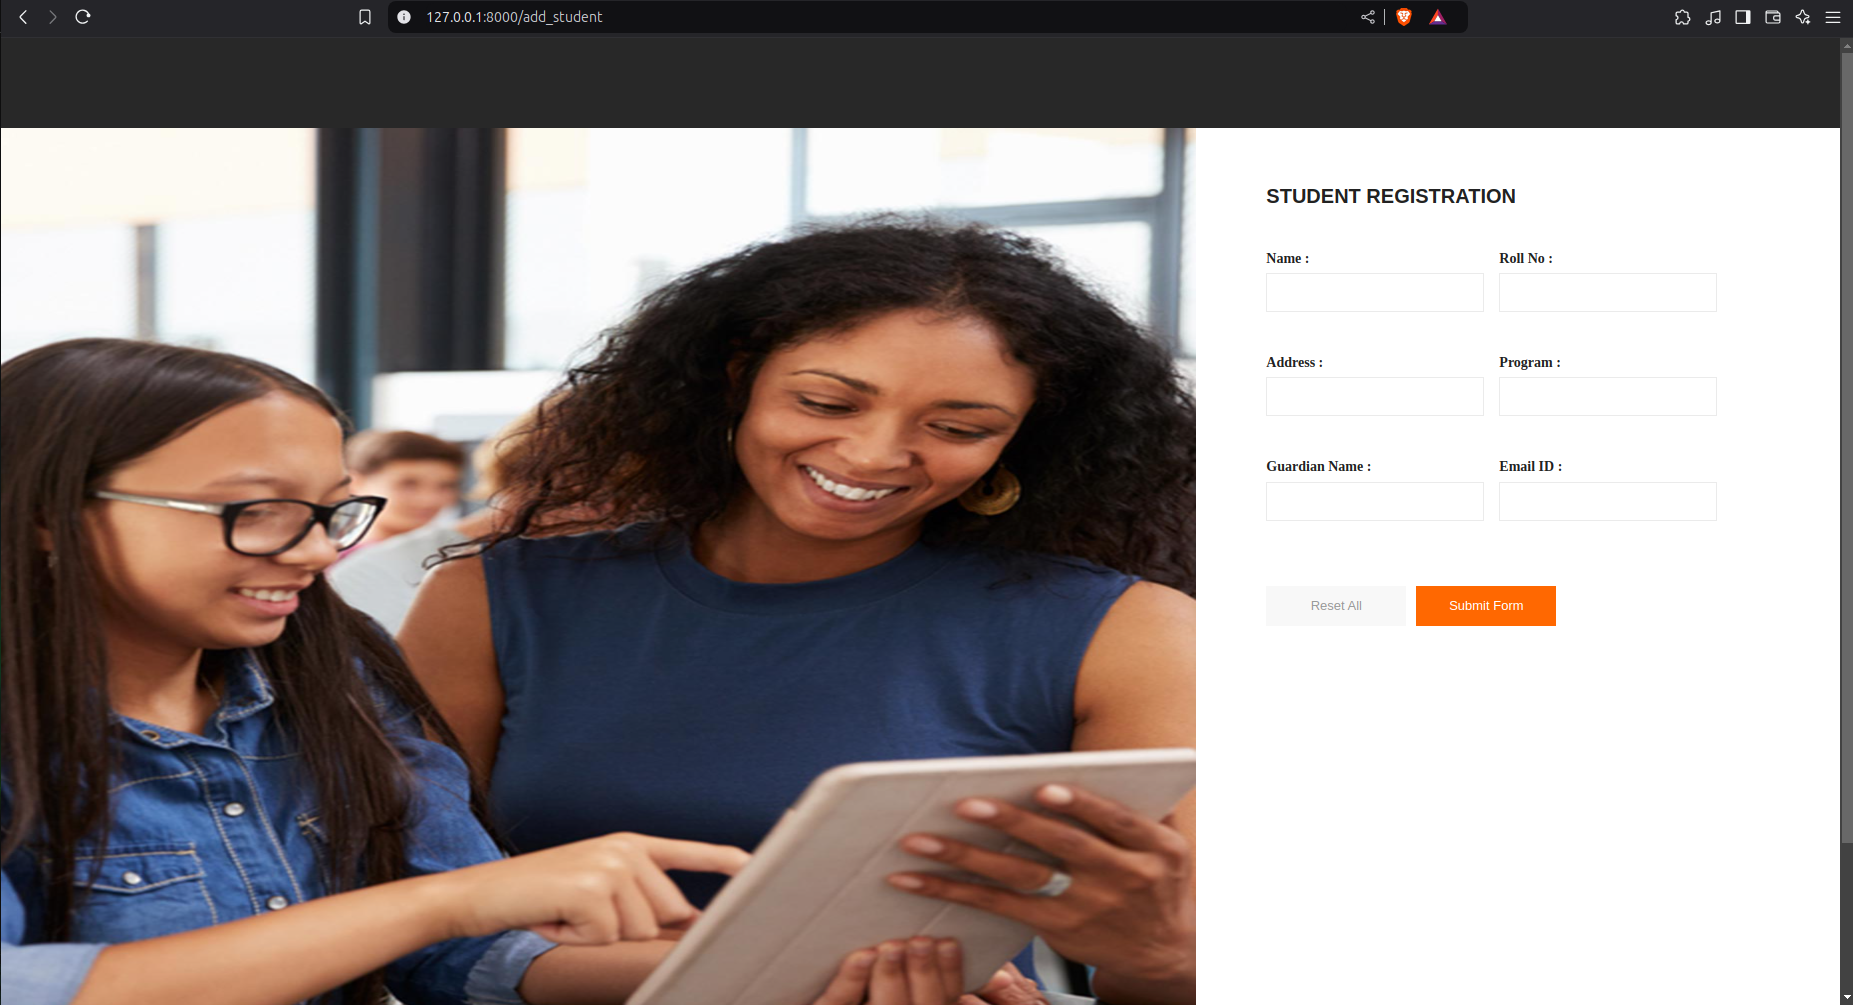 127.0.0.1:8000/add_student
STUDENT REGISTRATION
Name :
Roll No :
Address :
Program :
Guardian Name :
Email ID :
Reset All
Submit Form